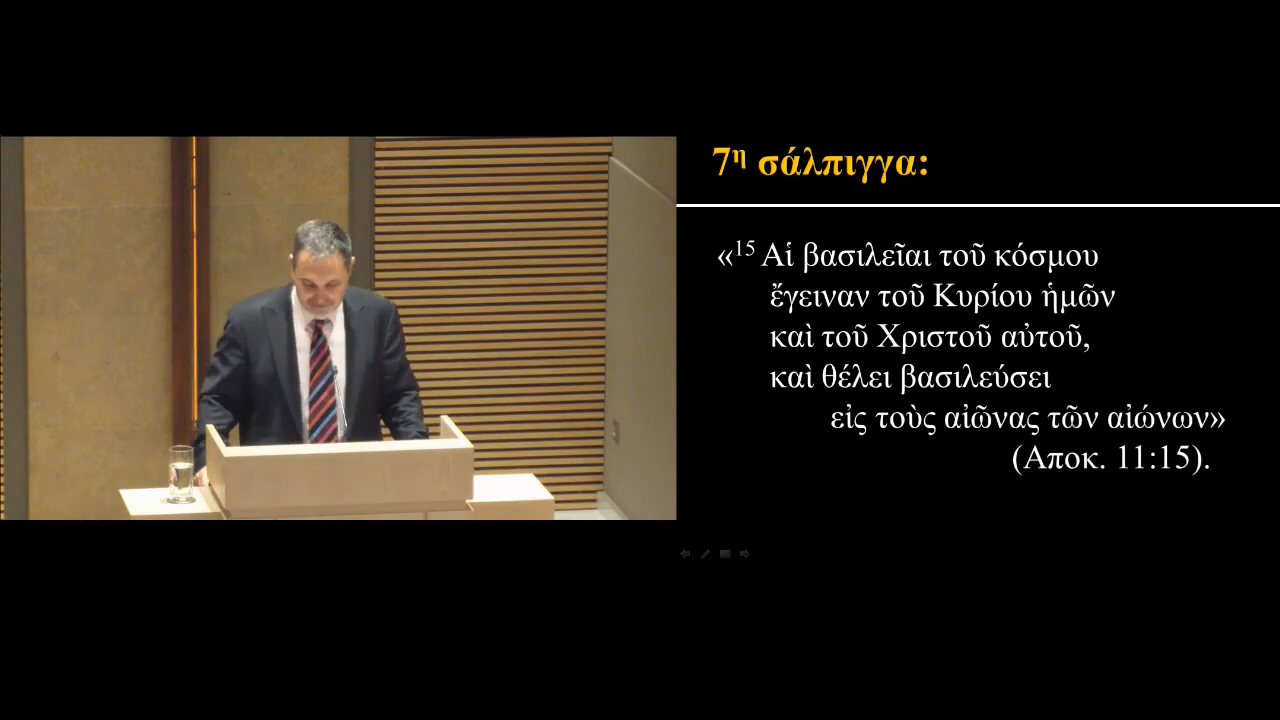 7η σάλπιγγα:
«15 Αἱ βασιλεῖαι τοῦ κόσμου
ἔγειναν τοῦ Κυρίου ἡμῶν
καὶ τοῦ Χριστοῦ αὐτοῦ,
καὶ θέλει βασιλεύσει
εἰς τοὺς αἰῶνας τῶν αἰώνων»
(Αποκ. 11:15).